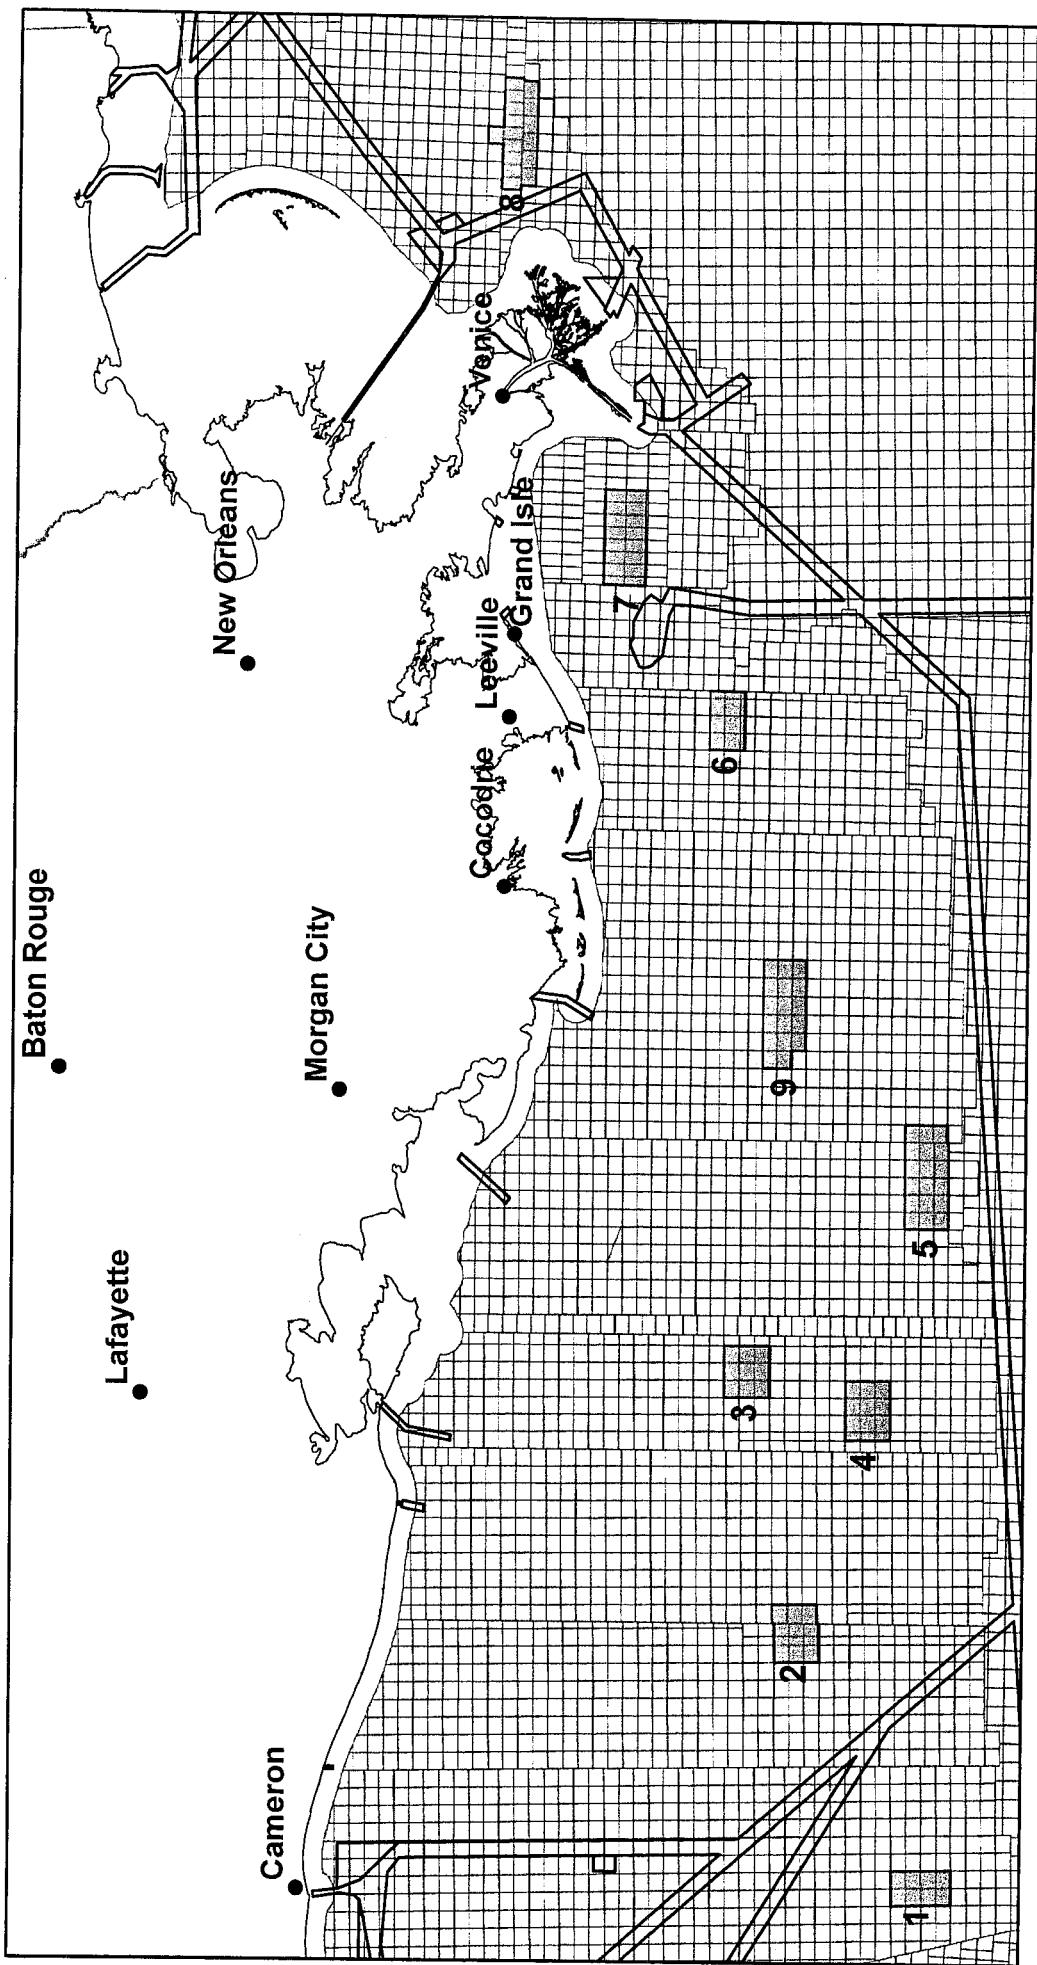 Baton Rouge
Lafayette
New Orleans
Morgan City
Cameron
Venice
Grand Isle
Leeville
Cocodrie
8
7
6
9
3
5
4
2
1